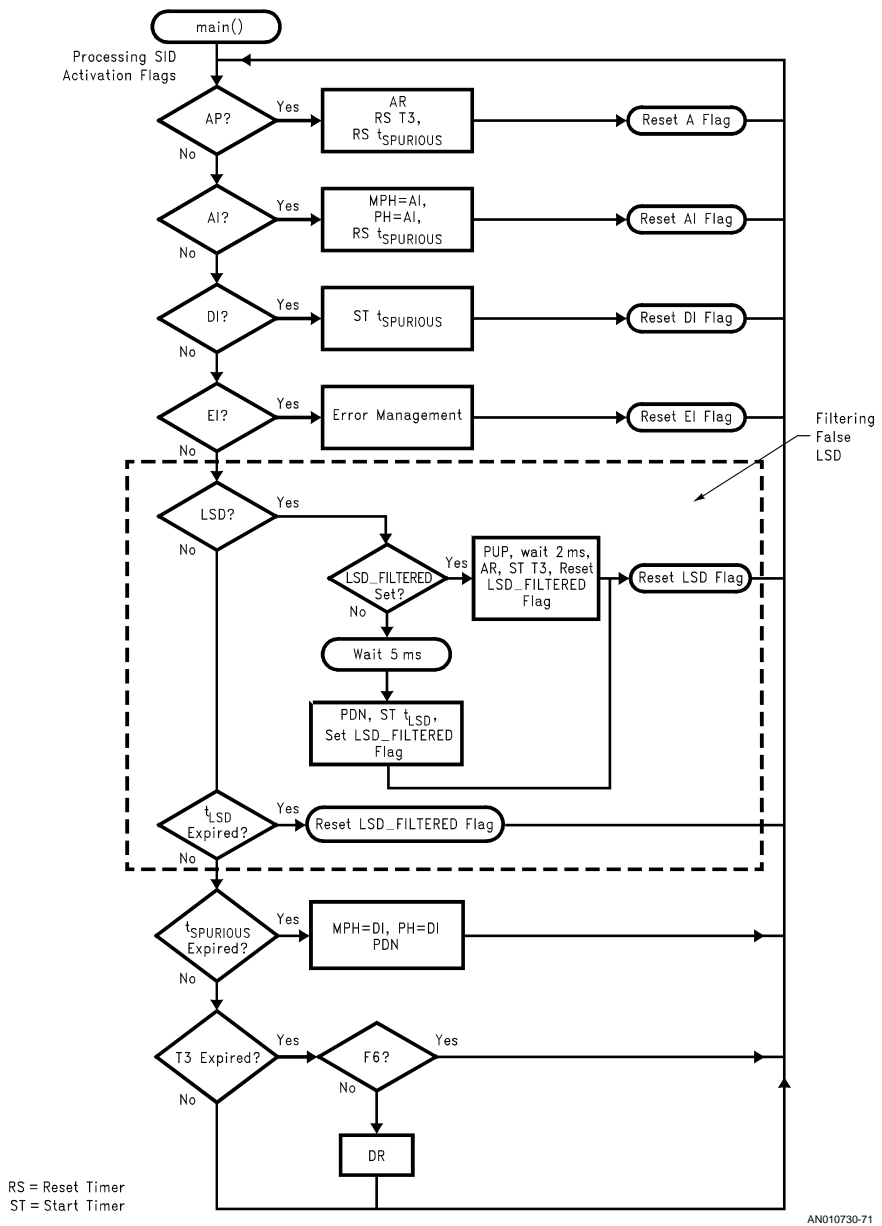 main()
Processing SID
Activation Flags
AP?
Yes
No
AR
RS T3,
RS tSPURIOUS
Reset A Flag
AI?
Yes
No
MPH=AI,
PH=AI,
RS tSPURIOUS
Reset AI Flag
DI?
Yes
No
ST tSPURIOUS
Reset DI Flag
EI?
Yes
No
Error Management
Reset EI Flag
Filtering
False
LSD
LSD?
Yes
No
LSD_FILTERED
Set?
Yes
No
PUP, wait 2 ms,
AR, ST T3, Reset
LSD_FILTERED
Flag
Reset LSD Flag
Wait 5 ms
PDN, ST tLSD,
Set LSD_FILTERED
Flag
tLSD
Expired?
Yes
No
Reset LSD_FILTERED Flag
tSPURIOUS
Expired?
Yes
No
MPH=DI, PH=DI
PDN
T3 Expired?
Yes
No
F6?
Yes
No
DR
RS = Reset Timer
ST = Start Timer
AN010730-71